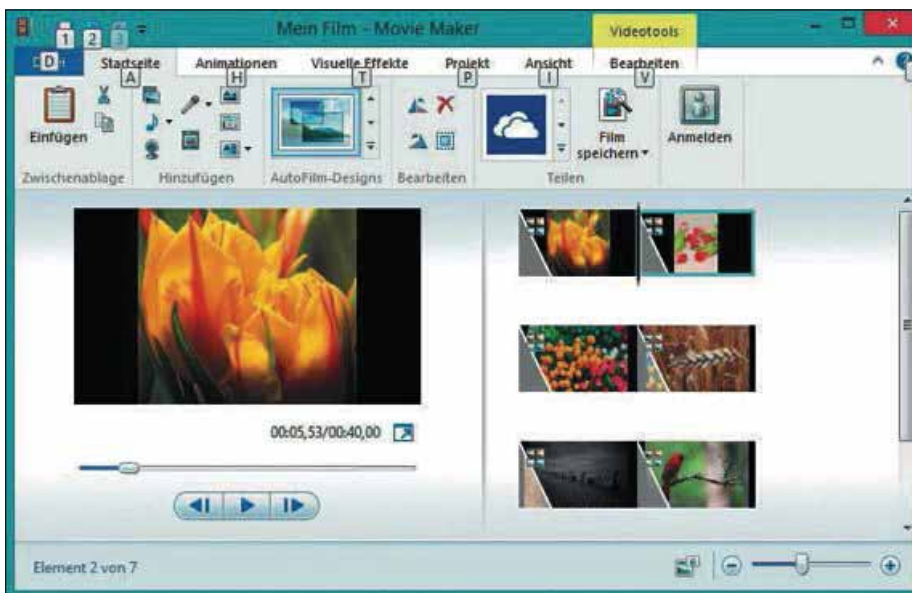 1 2 3
Mein Film - Movie Maker
Videotools
D
Startseite Animationen Visuelle Effekte Projekt Ansicht Bearbeiten
A H T P I V
Einfügen
Film
speichern
Anmelden
Zwischenablage Hinzufügen AutoFilm-Designs Bearbeiten Teilen
00:05,53/00:40,00
Element 2 von 7